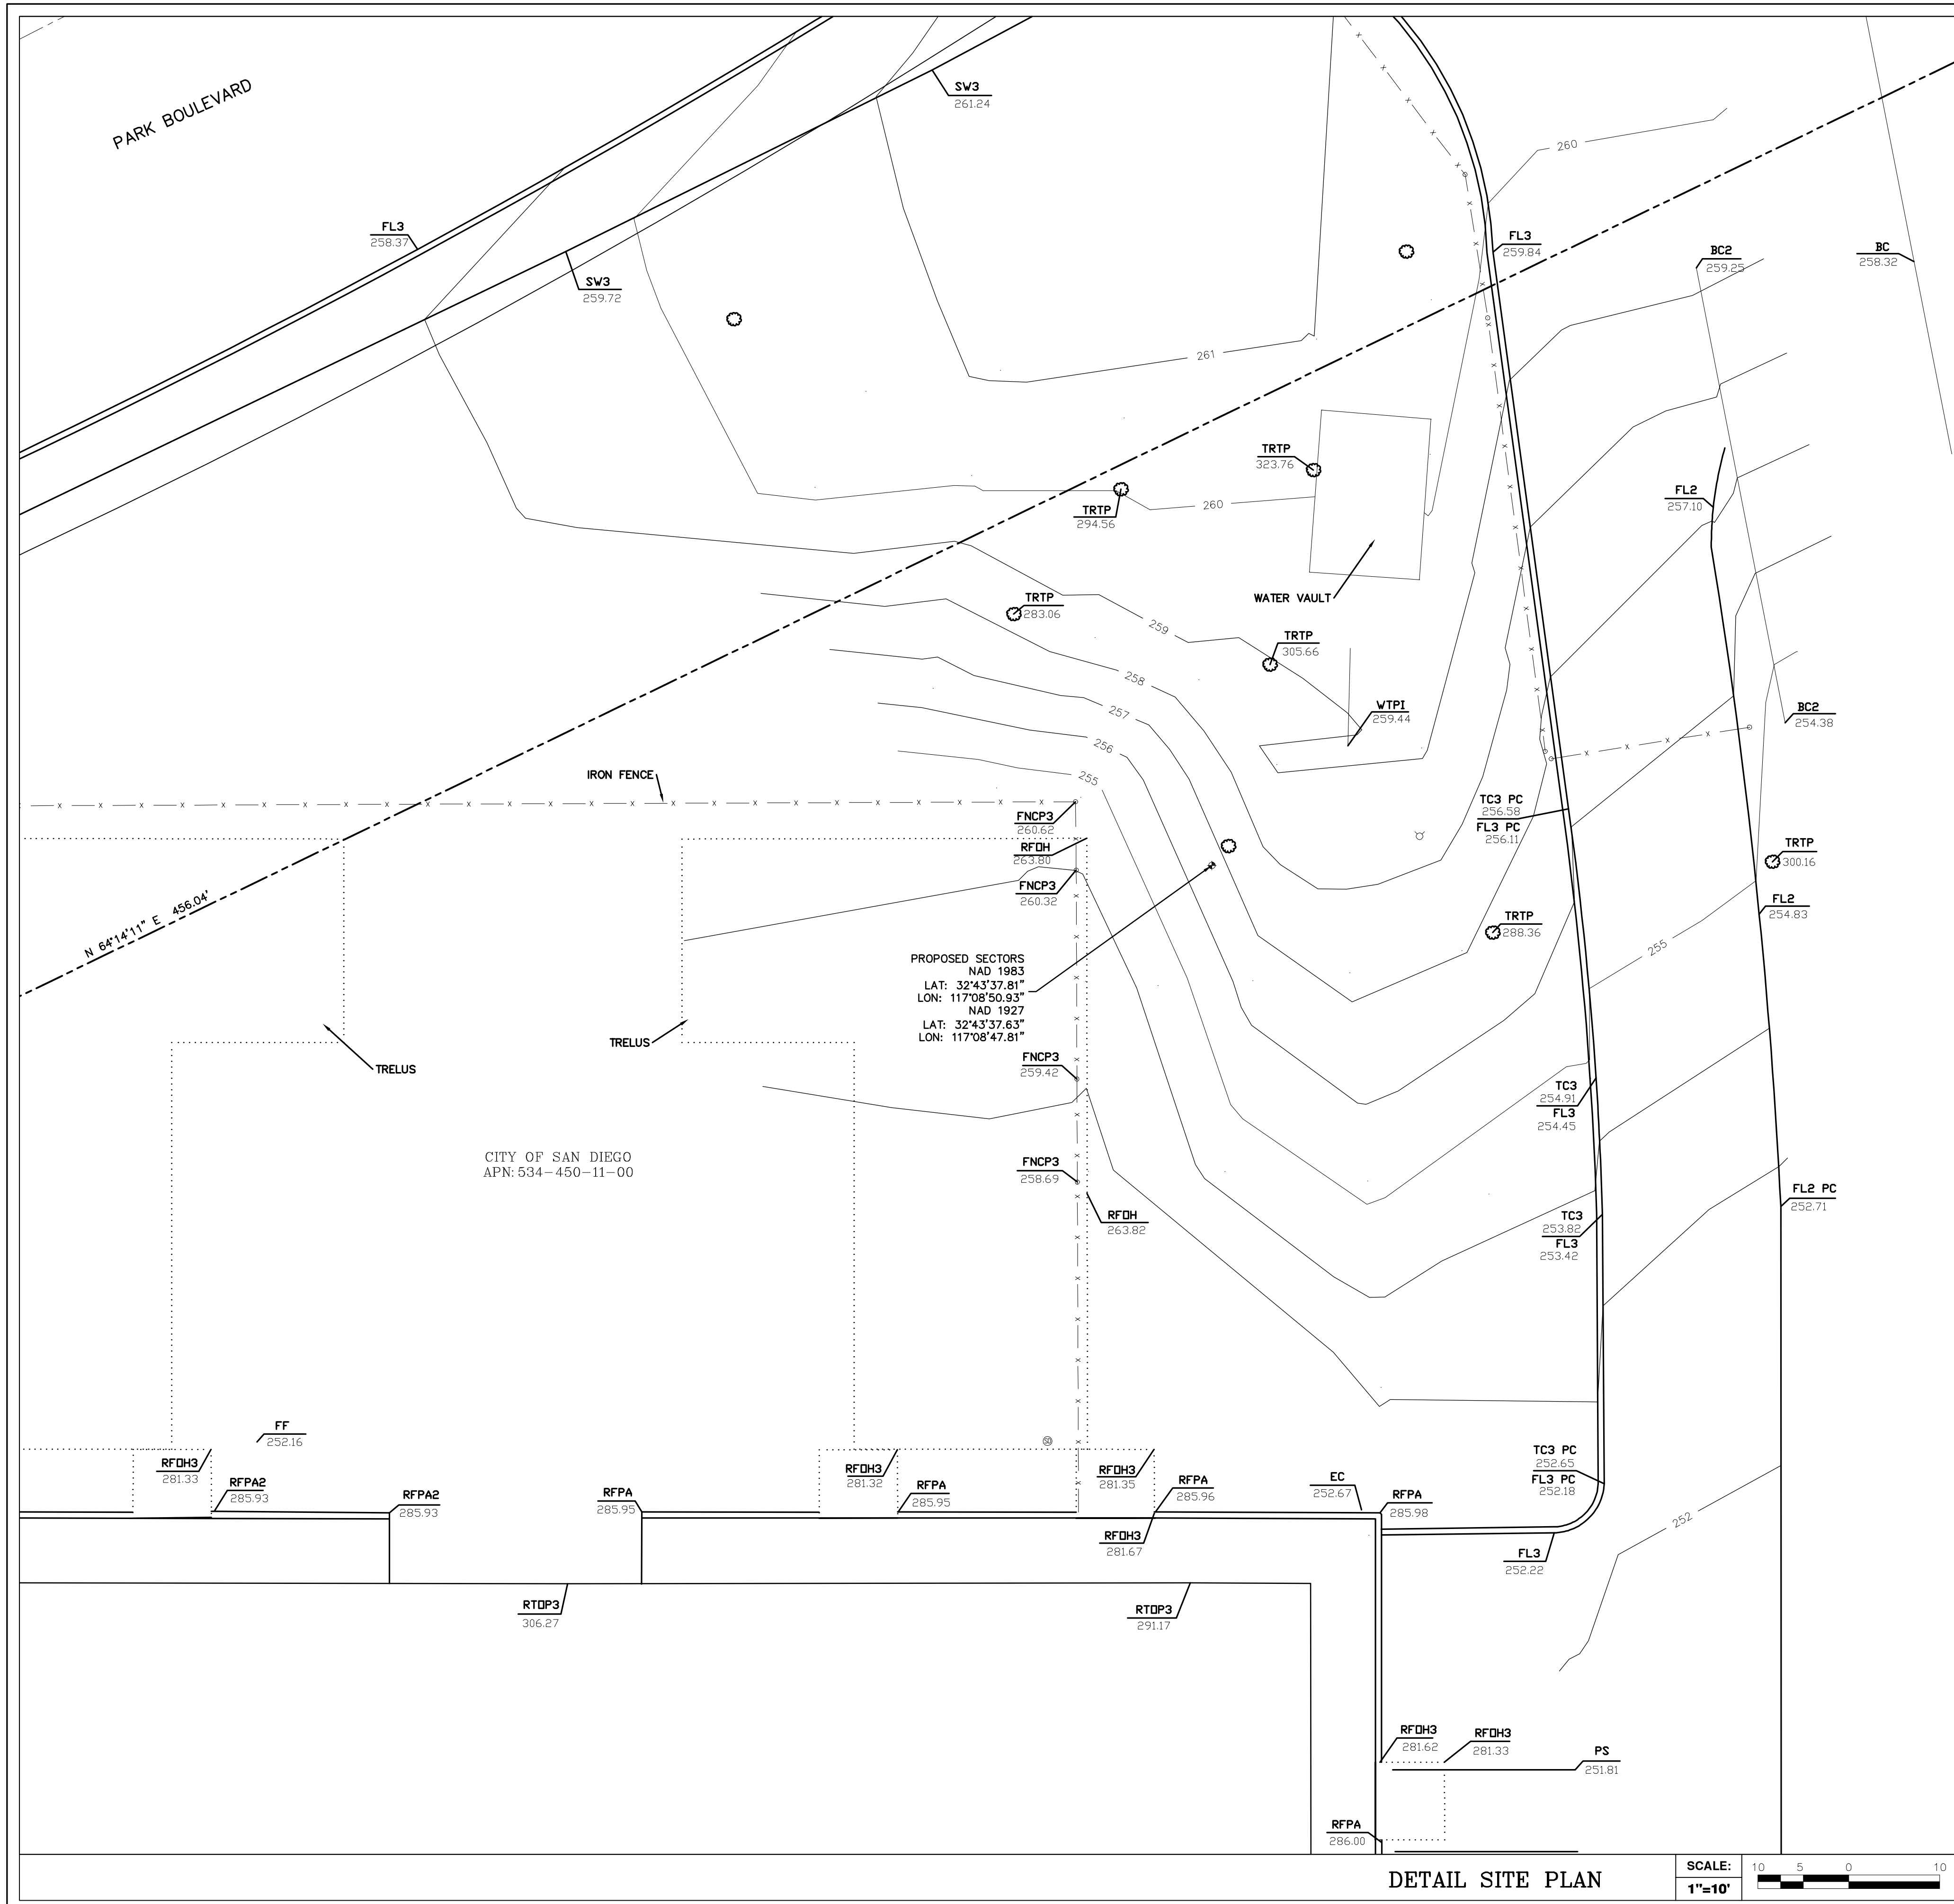 PARK BOULEVARD
SW3
261.24
260
FL3
258.37
SW3
259.72
FL3
259.84
BC2
259.25
BC
258.32
261
TRTP
323.76
TRTP
294.56
260
FL2
257.10
WATER VAULT
TRTP
283.06
259
TRTP
305.66
258
257
WTPI
259.44
BC2
254.38
256
255
IRON FENCE
FNCP3
260.62
TC3 PC
256.58
FL3 PC
256.11
RFOH
263.80
TRTP
300.16
FNCP3
260.32
N 64°14'11" E 456.04'
TRTP
288.36
FL2
254.83
255
PROPOSED SECTORS
NAD 1983
LAT: 32°43'37.81"
LON: 117°08'50.93"
NAD 1927
LAT: 32°43'37.63"
LON: 117°08'47.81"
TRELUS
TRELUS
FNCP3
259.42
TC3
254.91
FL3
254.45
CITY OF SAN DIEGO
APN: 534-450-11-00
FNCP3
258.69
FL2 PC
252.71
RFOH
263.82
TC3
253.82
FL3
253.42
FF
252.16
SD
RFOH3
281.33
RFPA2
285.93
RFPA2
285.93
RFPA
285.95
RFOH3
281.32
RFPA
285.95
RFOH3
281.35
RFPA
285.96
EC
252.67
RFPA
285.98
TC3 PC
252.65
FL3 PC
252.18
252
RFOH3
281.67
FL3
252.22
RTOP3
306.27
RTOP3
291.17
RFOH3
281.62
RFOH3
281.33
PS
251.81
RFPA
286.00
DETAIL SITE PLAN
SCALE:
1"=10'
10 5 0 10